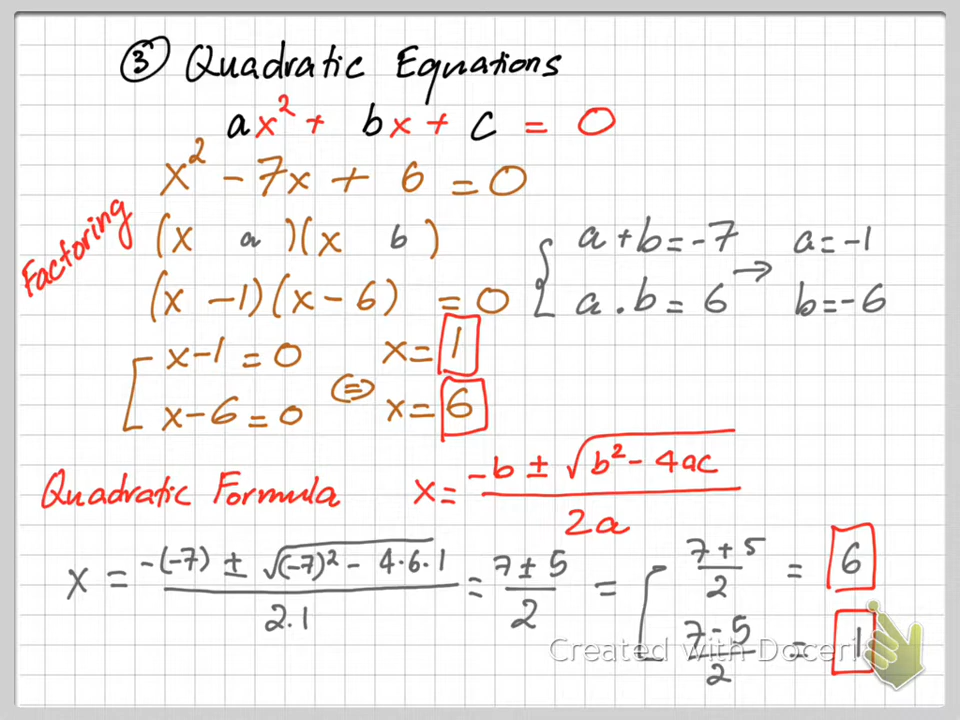 ③ Quadratic Equations
ax² + bx + c = 0
x² - 7x + 6 = 0
Factoring
(x a)(x b)
{ a + b = -7 → a = -1
a . b = 6 b = -6
(x - 1)(x - 6) = 0
[ x - 1 = 0 ⇔ x = 1
x - 6 = 0 x = 6
Quadratic Formula x = (-b ± √(b² - 4ac)) / 2a
x = (-(-7) ± √((-7)² - 4·6·1)) / 2.1 = (7 ± 5) / 2 = [ (7 + 5) / 2 = 6
(7 - 5) / 2 = 1
Created With Doceri